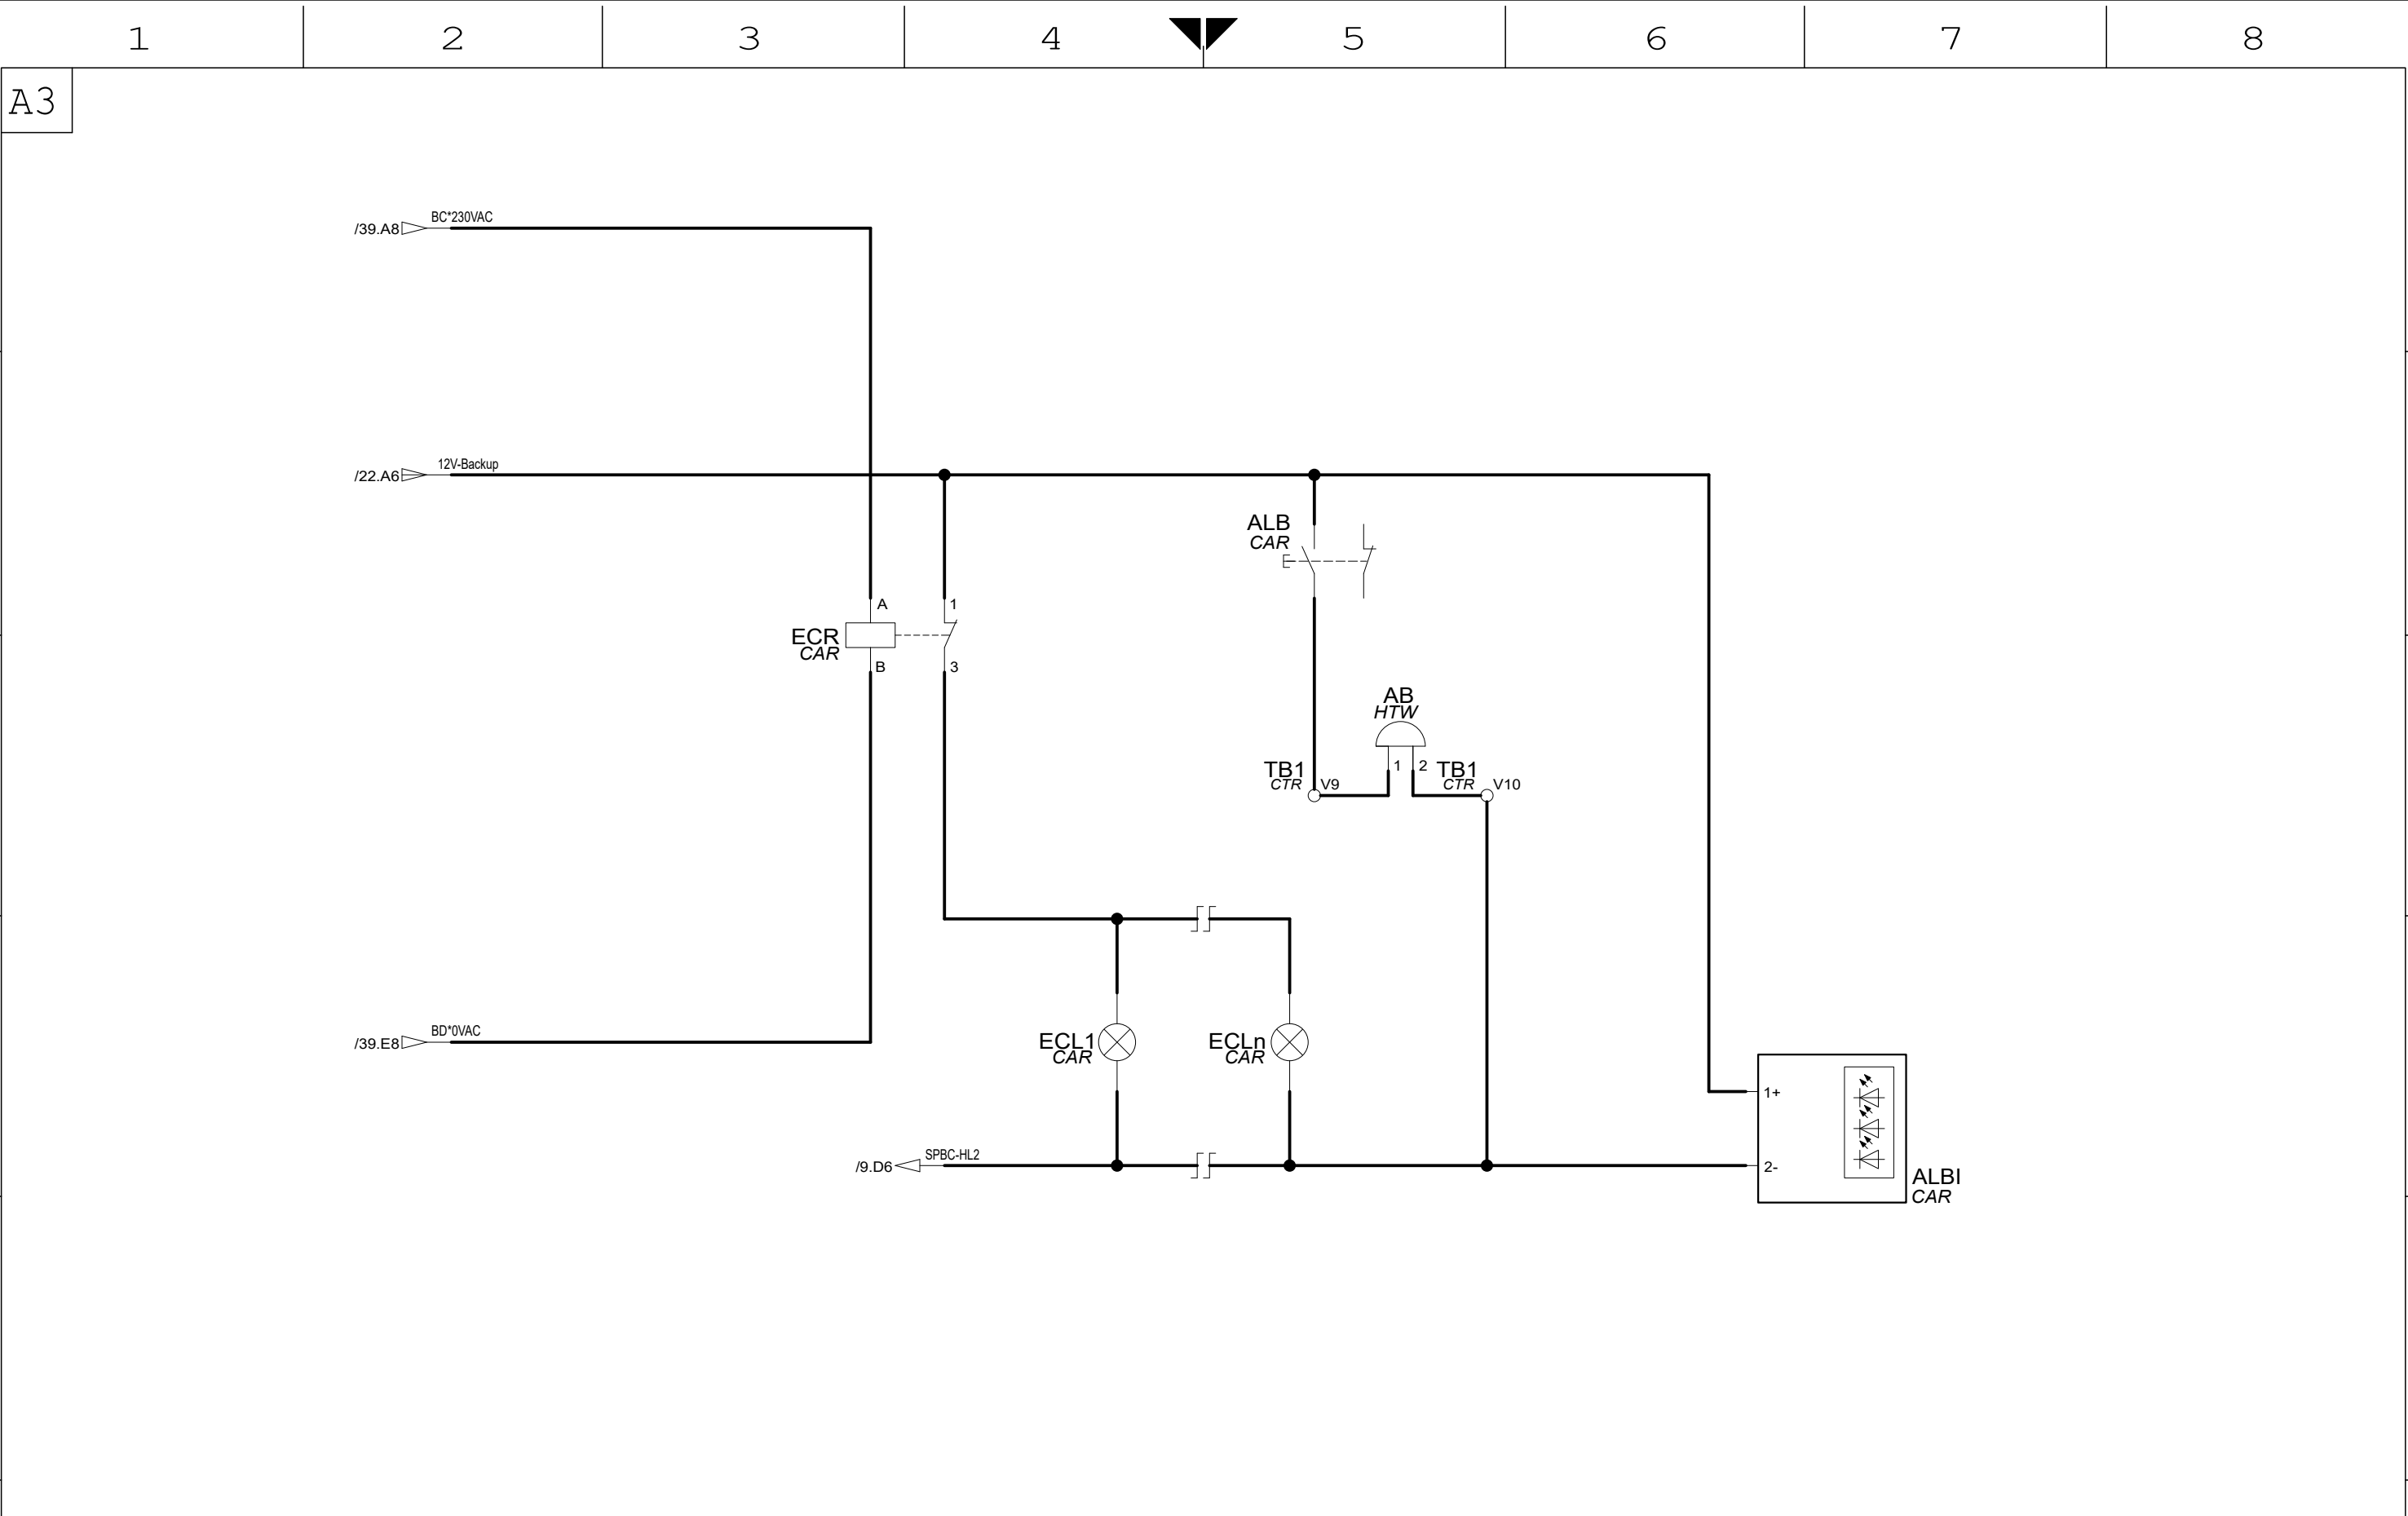 1 2 3 4 5 6 7 8
A3
BC*230VAC
/39.A8
12V-Backup
/22.A6
ALB
CAR
A 1
ECR
CAR
B 3
AB
HTW
1 2
TB1
CTR
V9
TB1
CTR
V10
BD*0VAC
/39.E8
ECL1
CAR
ECLn
CAR
1+
SPBC-HL2
/9.D6
2-
ALBI
CAR